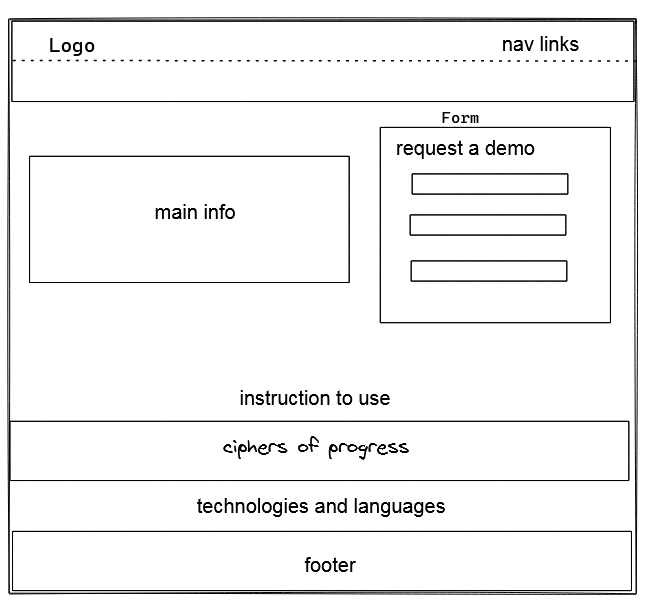 Logo
nav links
Form
request a demo
main info
instruction to use
ciphers of progress
technologies and languages
footer